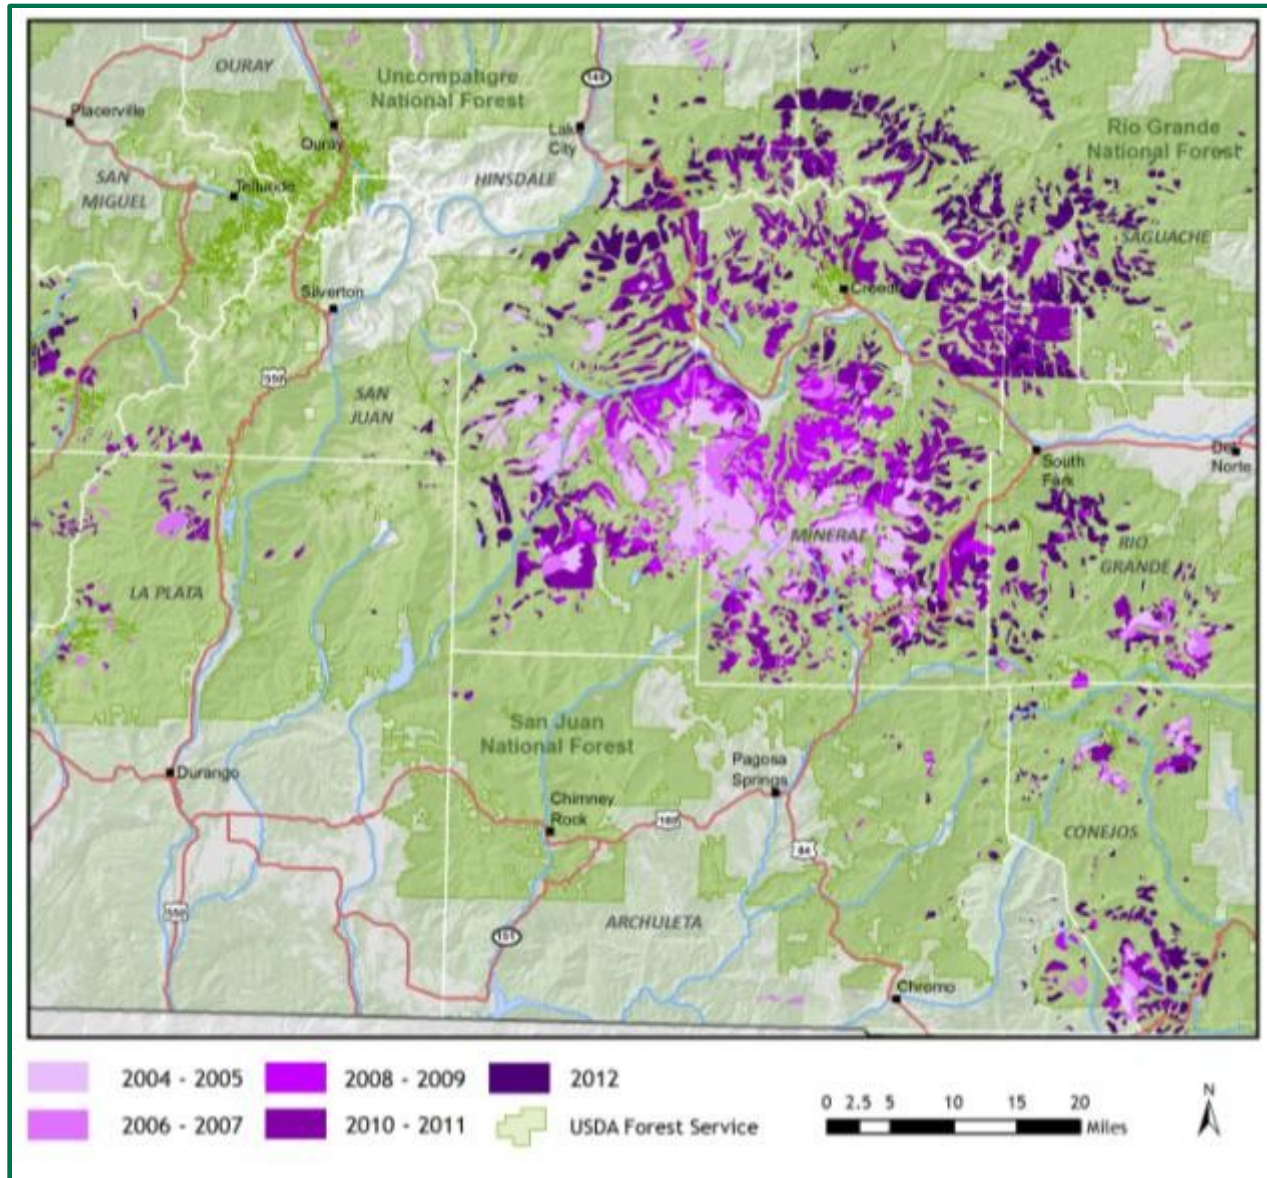 OURAY
Uncompahgre
National Forest
149
Placerville
Ouray
Lake
City
Rio Grande
National Forest
SAN
MIGUEL
Telluride
HINSDALE
SAGUACHE
Silverton
Creede
550
SAN
JUAN
South
Fork
Del
Norte
MINERAL
RIO
GRANDE
LA PLATA
San Juan
National Forest
Pagosa
Springs
Durango
Chimney
Rock
160
84
CONEJOS
550
151
ARCHULETA
Chromo
2004 - 2005
2008 - 2009
2012
2006 - 2007
2010 - 2011
USDA Forest Service
0 2.5 5 10 15 20
Miles
N